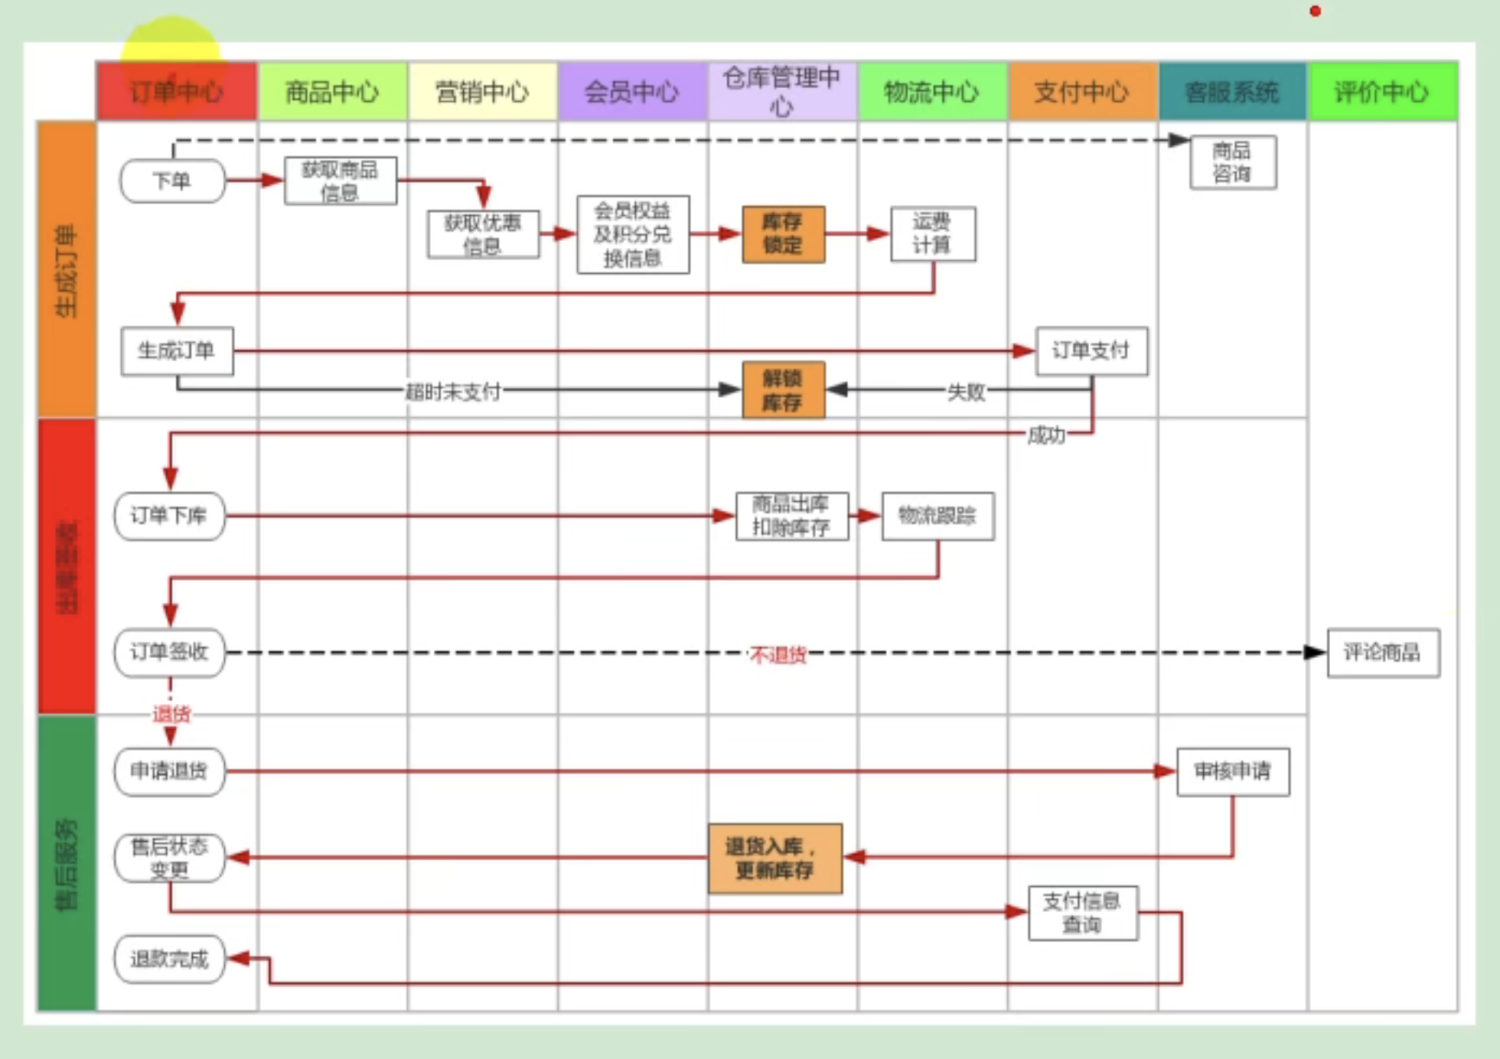 订单中心
商品中心
营销中心
会员中心
仓库管理中
心
物流中心
支付中心
客服系统
评价中心
生成订单
下单
获取商品
信息
获取优惠
信息
会员权益
及积分兑
换信息
库存
锁定
运费
计算
商品
咨询
生成订单
订单支付
超时未支付
解锁
库存
失败
成功
订单下库
商品出库
扣除库存
物流跟踪
订单签收
不退货
评论商品
退货
售后服务
申请退货
审核申请
售后状态
变更
退货入库，
更新库存
支付信息
查询
退款完成